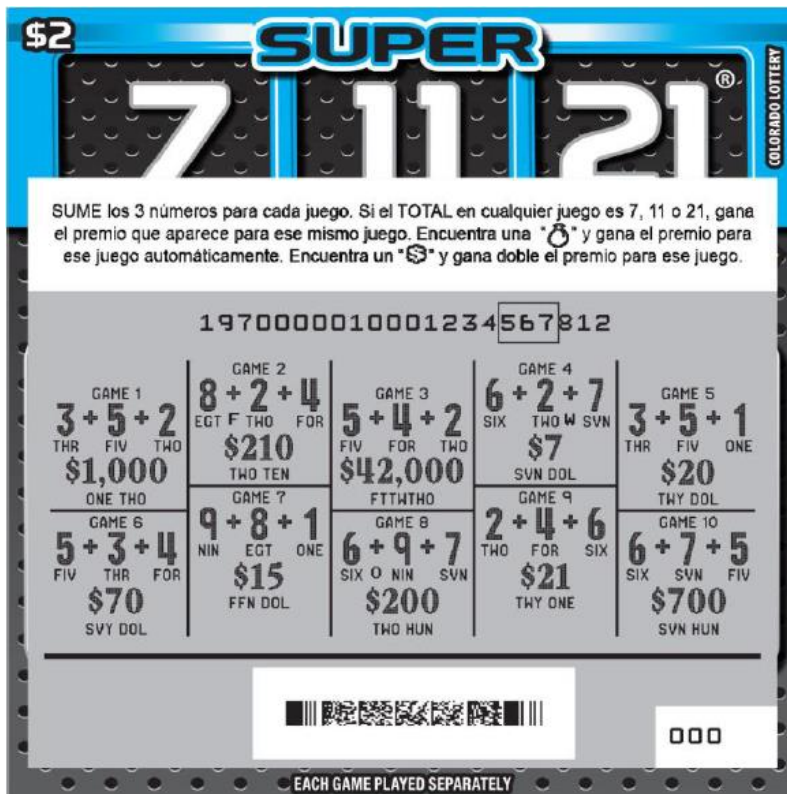 $2
SUPER
7 11 21®
COLORADO LOTTERY
SUME los 3 números para cada juego. Si el TOTAL en cualquier juego es 7, 11 o 21, gana
el premio que aparece para ese mismo juego. Encuentra una "💍" y gana el premio para
ese juego automáticamente. Encuentra un "$" y gana doble el premio para ese juego.
197000000100012345678​12
GAME 1
3 + 5 + 2
THR FIV TWO
$1,000
ONE THO
GAME 2
8 + 2 + 4
EGT F TWO FOR
$210
TWO TEN
GAME 3
5 + 4 + 2
FIV FOR TWO
$42,000
FTTWTHO
GAME 4
6 + 2 + 7
SIX TWO W SVN
$7
SVN DOL
GAME 5
3 + 5 + 1
THR FIV ONE
$20
TWY DOL
GAME 6
5 + 3 + 4
FIV THR FOR
$70
SVY DOL
GAME 7
9 + 8 + 1
NIN EGT ONE
$15
FFN DOL
GAME 8
6 + 9 + 7
SIX O NIN SVN
$200
TWO HUN
GAME 9
2 + 4 + 6
TWO FOR SIX
$21
TWY ONE
GAME 10
6 + 7 + 5
SIX SVN FIV
$700
SVN HUN
000
EACH GAME PLAYED SEPARATELY